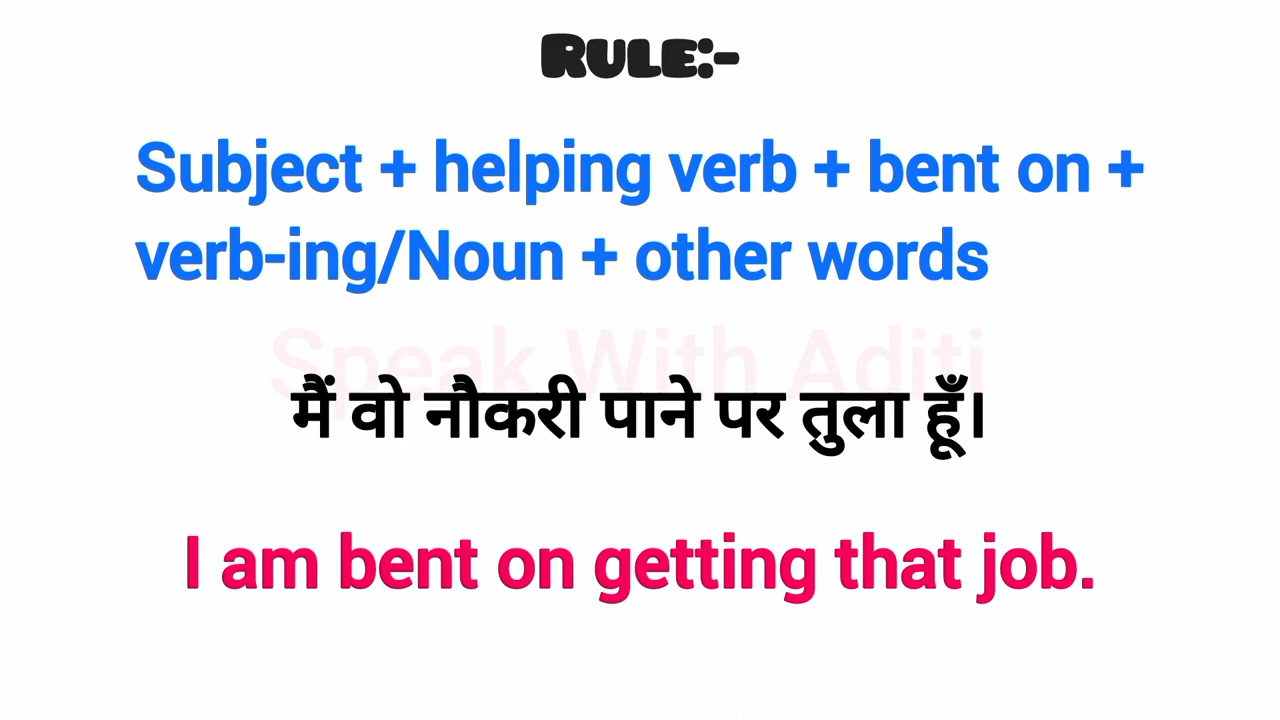 Rule:-
Subject + helping verb + bent on +
verb-ing/Noun + other words
Speak With Aditi
मैं वो नौकरी पाने पर तुला हूँ।
I am bent on getting that job.